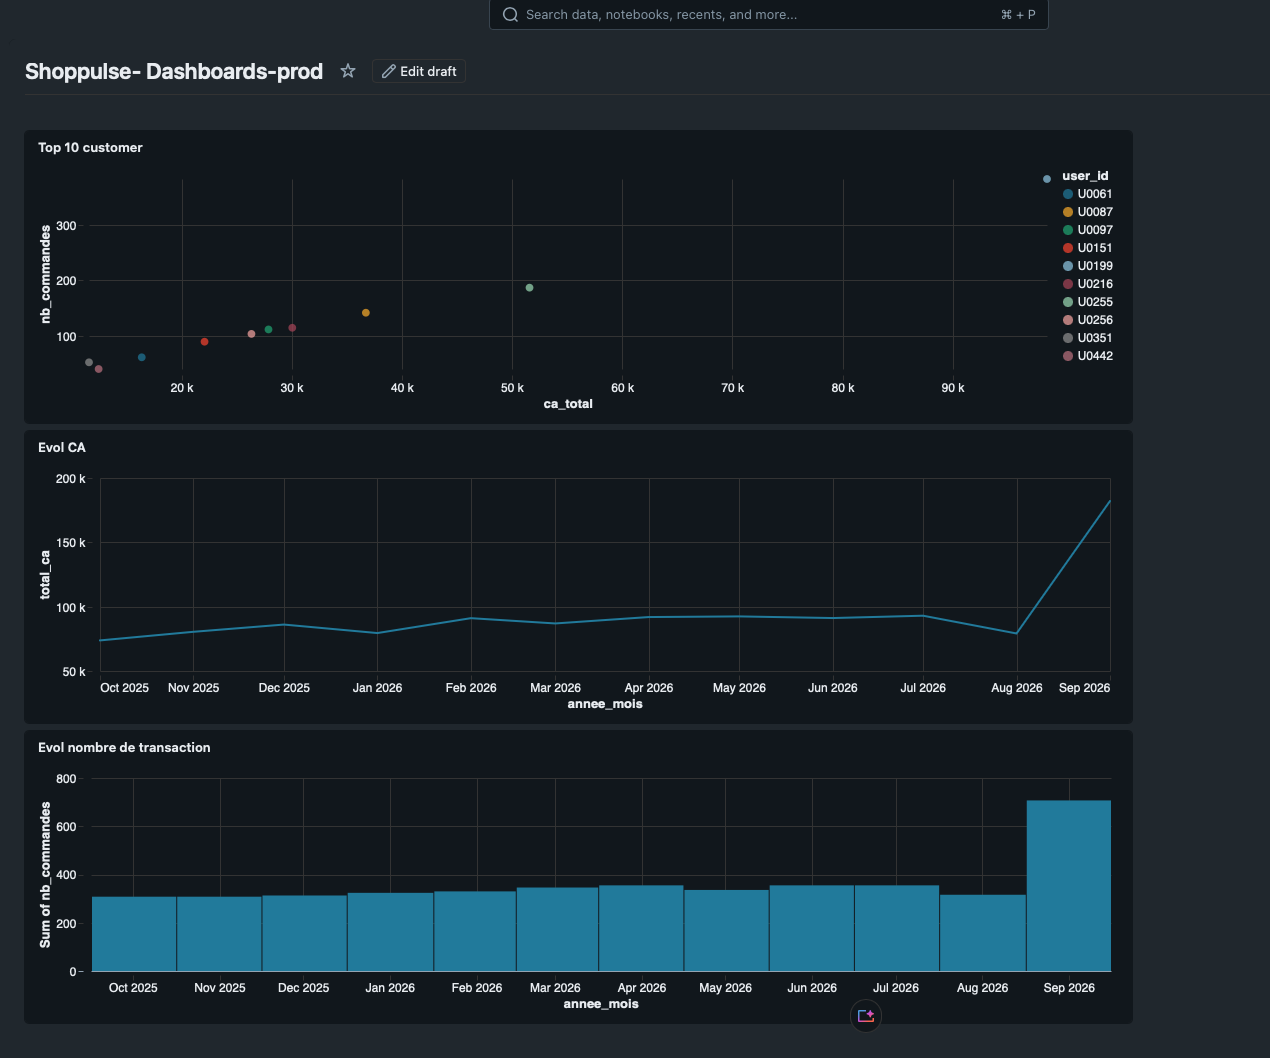 Search data, notebooks, recents, and more... ⌘ + P
Shoppulse- Dashboards-prod Edit draft
Top 10 customer
nb_commandes
300
200
100
20 k 30 k 40 k 50 k 60 k 70 k 80 k 90 k
ca_total
user_id
U0061
U0087
U0097
U0151
U0199
U0216
U0255
U0256
U0351
U0442
Evol CA
total_ca
200 k
150 k
100 k
50 k
Oct 2025 Nov 2025 Dec 2025 Jan 2026 Feb 2026 Mar 2026 Apr 2026 May 2026 Jun 2026 Jul 2026 Aug 2026 Sep 2026
annee_mois
Evol nombre de transaction
Sum of nb_commandes
800
600
400
200
0
Oct 2025 Nov 2025 Dec 2025 Jan 2026 Feb 2026 Mar 2026 Apr 2026 May 2026 Jun 2026 Jul 2026 Aug 2026 Sep 2026
annee_mois